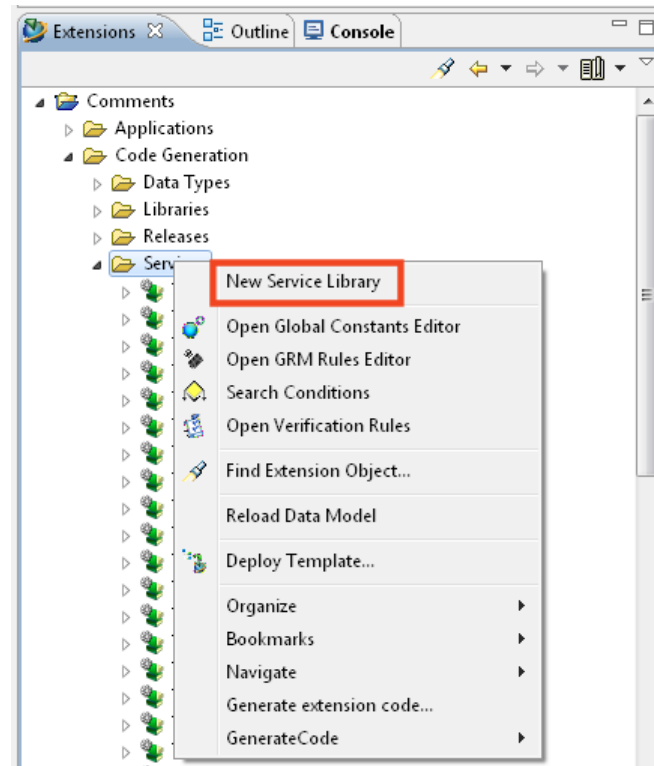 Extensions Outline Console
Comments
Applications
Code Generation
Data Types
Libraries
Releases
New Service Library
Open Global Constants Editor
Open GRM Rules Editor
Search Conditions
Open Verification Rules
Find Extension Object...
Reload Data Model
Deploy Template...
Organize
Bookmarks
Navigate
Generate extension code...
GenerateCode